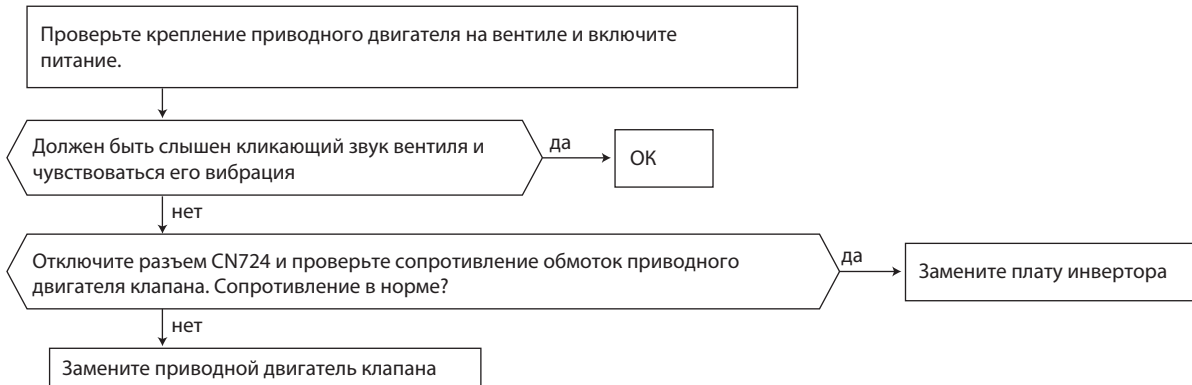 Проверьте крепление приводного двигателя на вентиле и включите
питание.
Должен быть слышен кликающий звук вентиля и
чувствоваться его вибрация
да
ОК
нет
Отключите разъем CN724 и проверьте сопротивление обмоток приводного
двигателя клапана. Сопротивление в норме?
да
Замените плату инвертора
нет
Замените приводной двигатель клапана